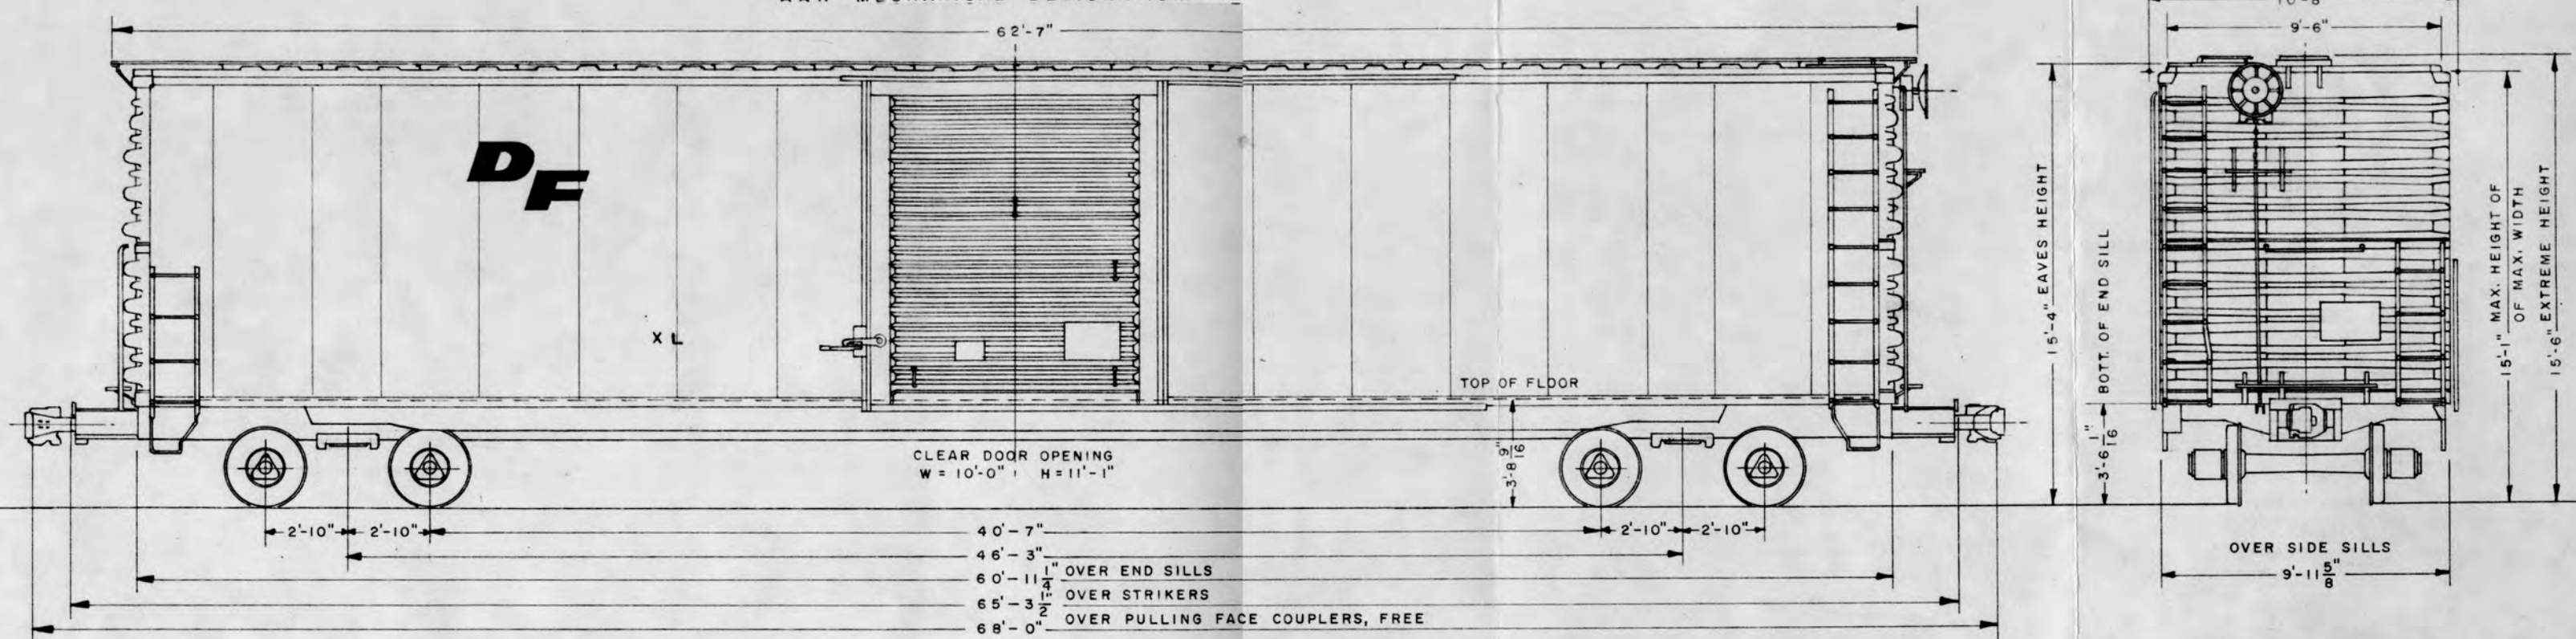 62'-7"
10'-8
9'-6"
DF
XL
TOP OF FLOOR
CLEAR DOOR OPENING
W = 10'-0" H = 11'-1"
3'-8 9/16"
15'-4" EAVES HEIGHT
3'-6 1/16" BOTT. OF END SILL
15'-1" MAX. HEIGHT OF
OF MAX. WIDTH
15'-6" EXTREME HEIGHT
2'-10" 2'-10" 40'-7" 2'-10" 2'-10"
46'-3"
60'-11 1/4" OVER END SILLS
65'-3 1/2" OVER STRIKERS
68'-0" OVER PULLING FACE COUPLERS, FREE
OVER SIDE SILLS
9'-11 5/8"